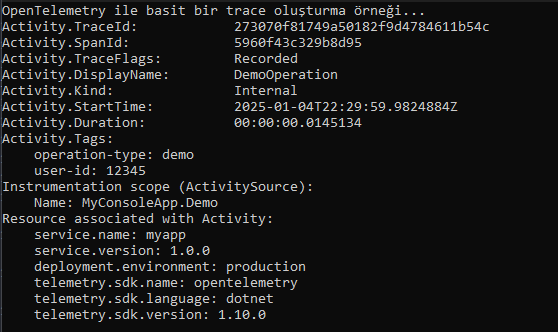 OpenTelemetry ile basit bir trace oluşturma örneği...
Activity.TraceId:            273070f81749a50182f9d4784611b54c
Activity.SpanId:             5960f43c329b8d95
Activity.TraceFlags:         Recorded
Activity.DisplayName:        DemoOperation
Activity.Kind:               Internal
Activity.StartTime:          2025-01-04T22:29:59.9824884Z
Activity.Duration:           00:00:00.0145134
Activity.Tags:
    operation-type: demo
    user-id: 12345
Instrumentation scope (ActivitySource):
    Name: MyConsoleApp.Demo
Resource associated with Activity:
    service.name: myapp
    service.version: 1.0.0
    deployment.environment: production
    telemetry.sdk.name: opentelemetry
    telemetry.sdk.language: dotnet
    telemetry.sdk.version: 1.10.0